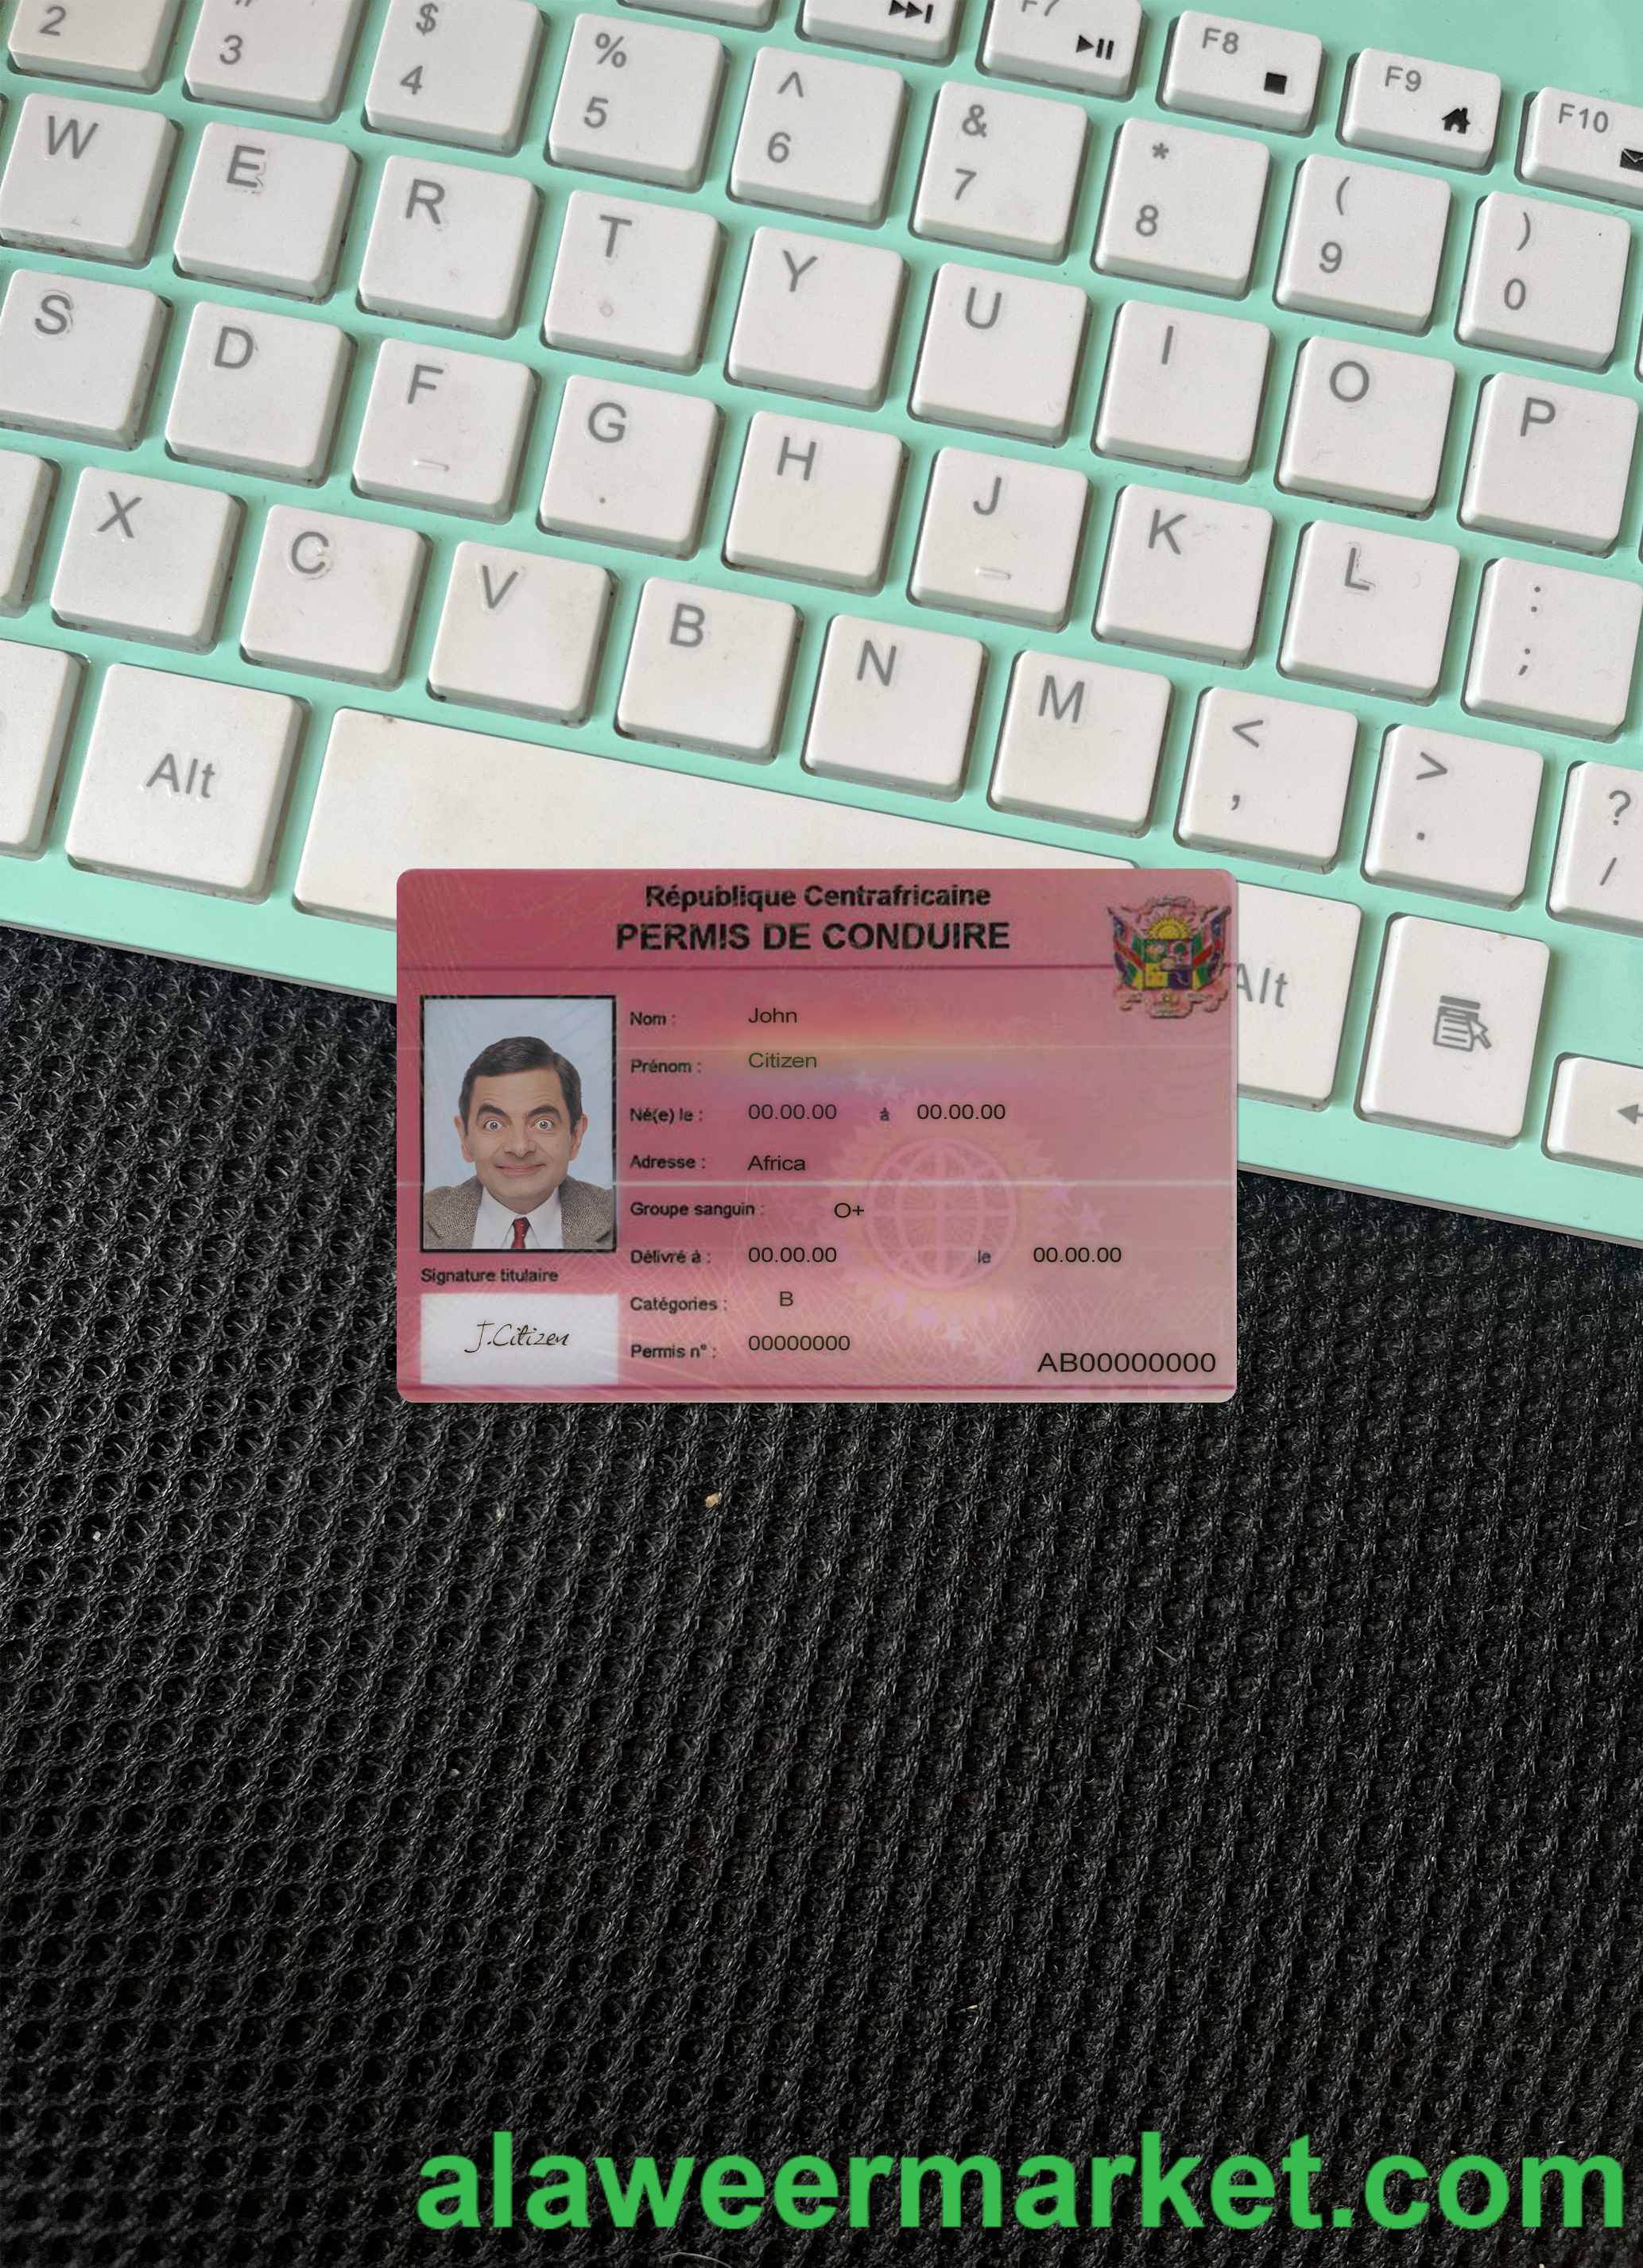 2
3
$
4
%
5
^
6
&
7
*
8
(
9
)
0
F7
F8
F9
F10
W
E
R
T
Y
U
I
O
P
S
D
F
G
H
J
K
L
:
;
X
C
V
B
N
M
<
,
>
.
?
/
Alt
Alt
République Centrafricaine
PERMIS DE CONDUIRE
Nom : John
Prénom : Citizen
Né(e) le : 00.00.00 à 00.00.00
Adresse : Africa
Groupe sanguin : O+
Délivré à : 00.00.00 le 00.00.00
Signature titulaire
Catégories : B
J.Citizen
Permis n° : 00000000
AB00000000
alaweermarket.com